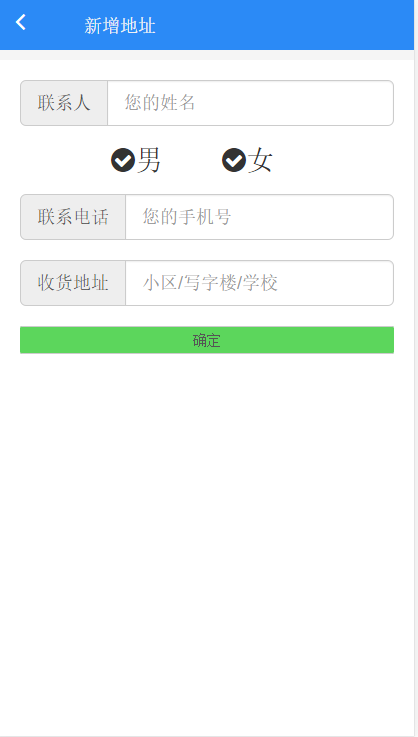 新增地址
联系人 您的姓名
男 女
联系电话 您的手机号
收货地址 小区/写字楼/学校
确定